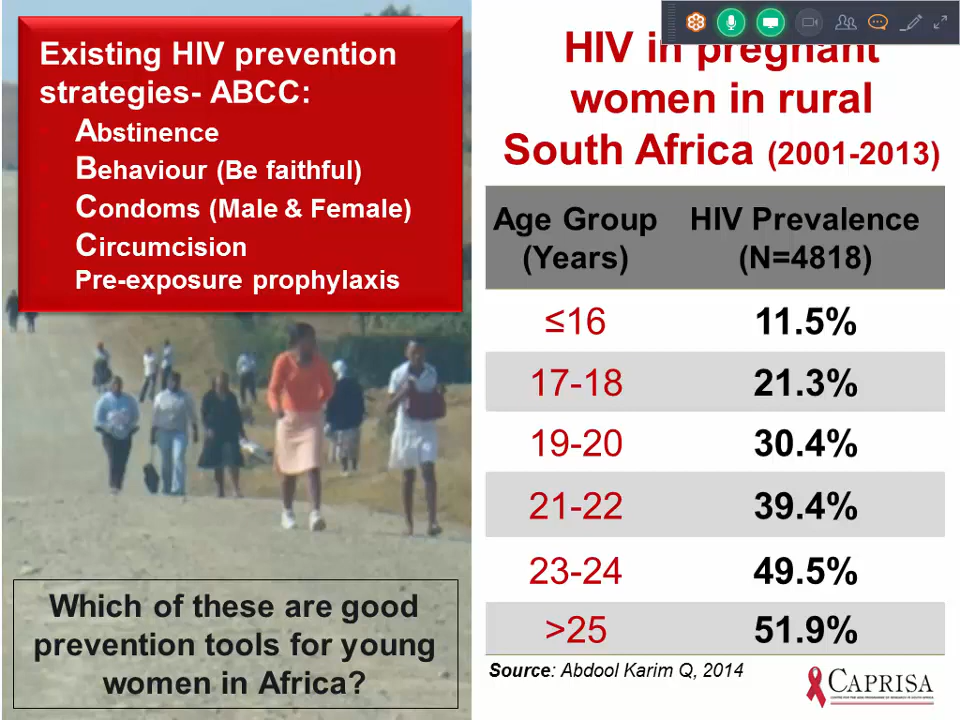 Existing HIV prevention
strategies- ABCC:
Abstinence
Behaviour (Be faithful)
Condoms (Male & Female)
Circumcision
Pre-exposure prophylaxis
Which of these are good
prevention tools for young
women in Africa?
HIV in pregnant
women in rural
South Africa (2001-2013)
Age Group HIV Prevalence
(Years) (N=4818)
≤16 11.5%
17-18 21.3%
19-20 30.4%
21-22 39.4%
23-24 49.5%
>25 51.9%
Source: Abdool Karim Q, 2014
CAPRISA